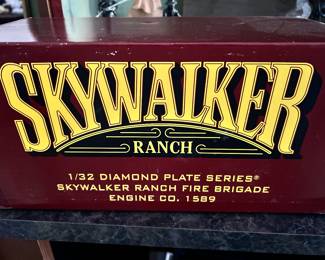 SKYWALKER
RANCH
1/32 DIAMOND PLATE SERIES®
SKYWALKER RANCH FIRE BRIGADE
ENGINE CO. 1589